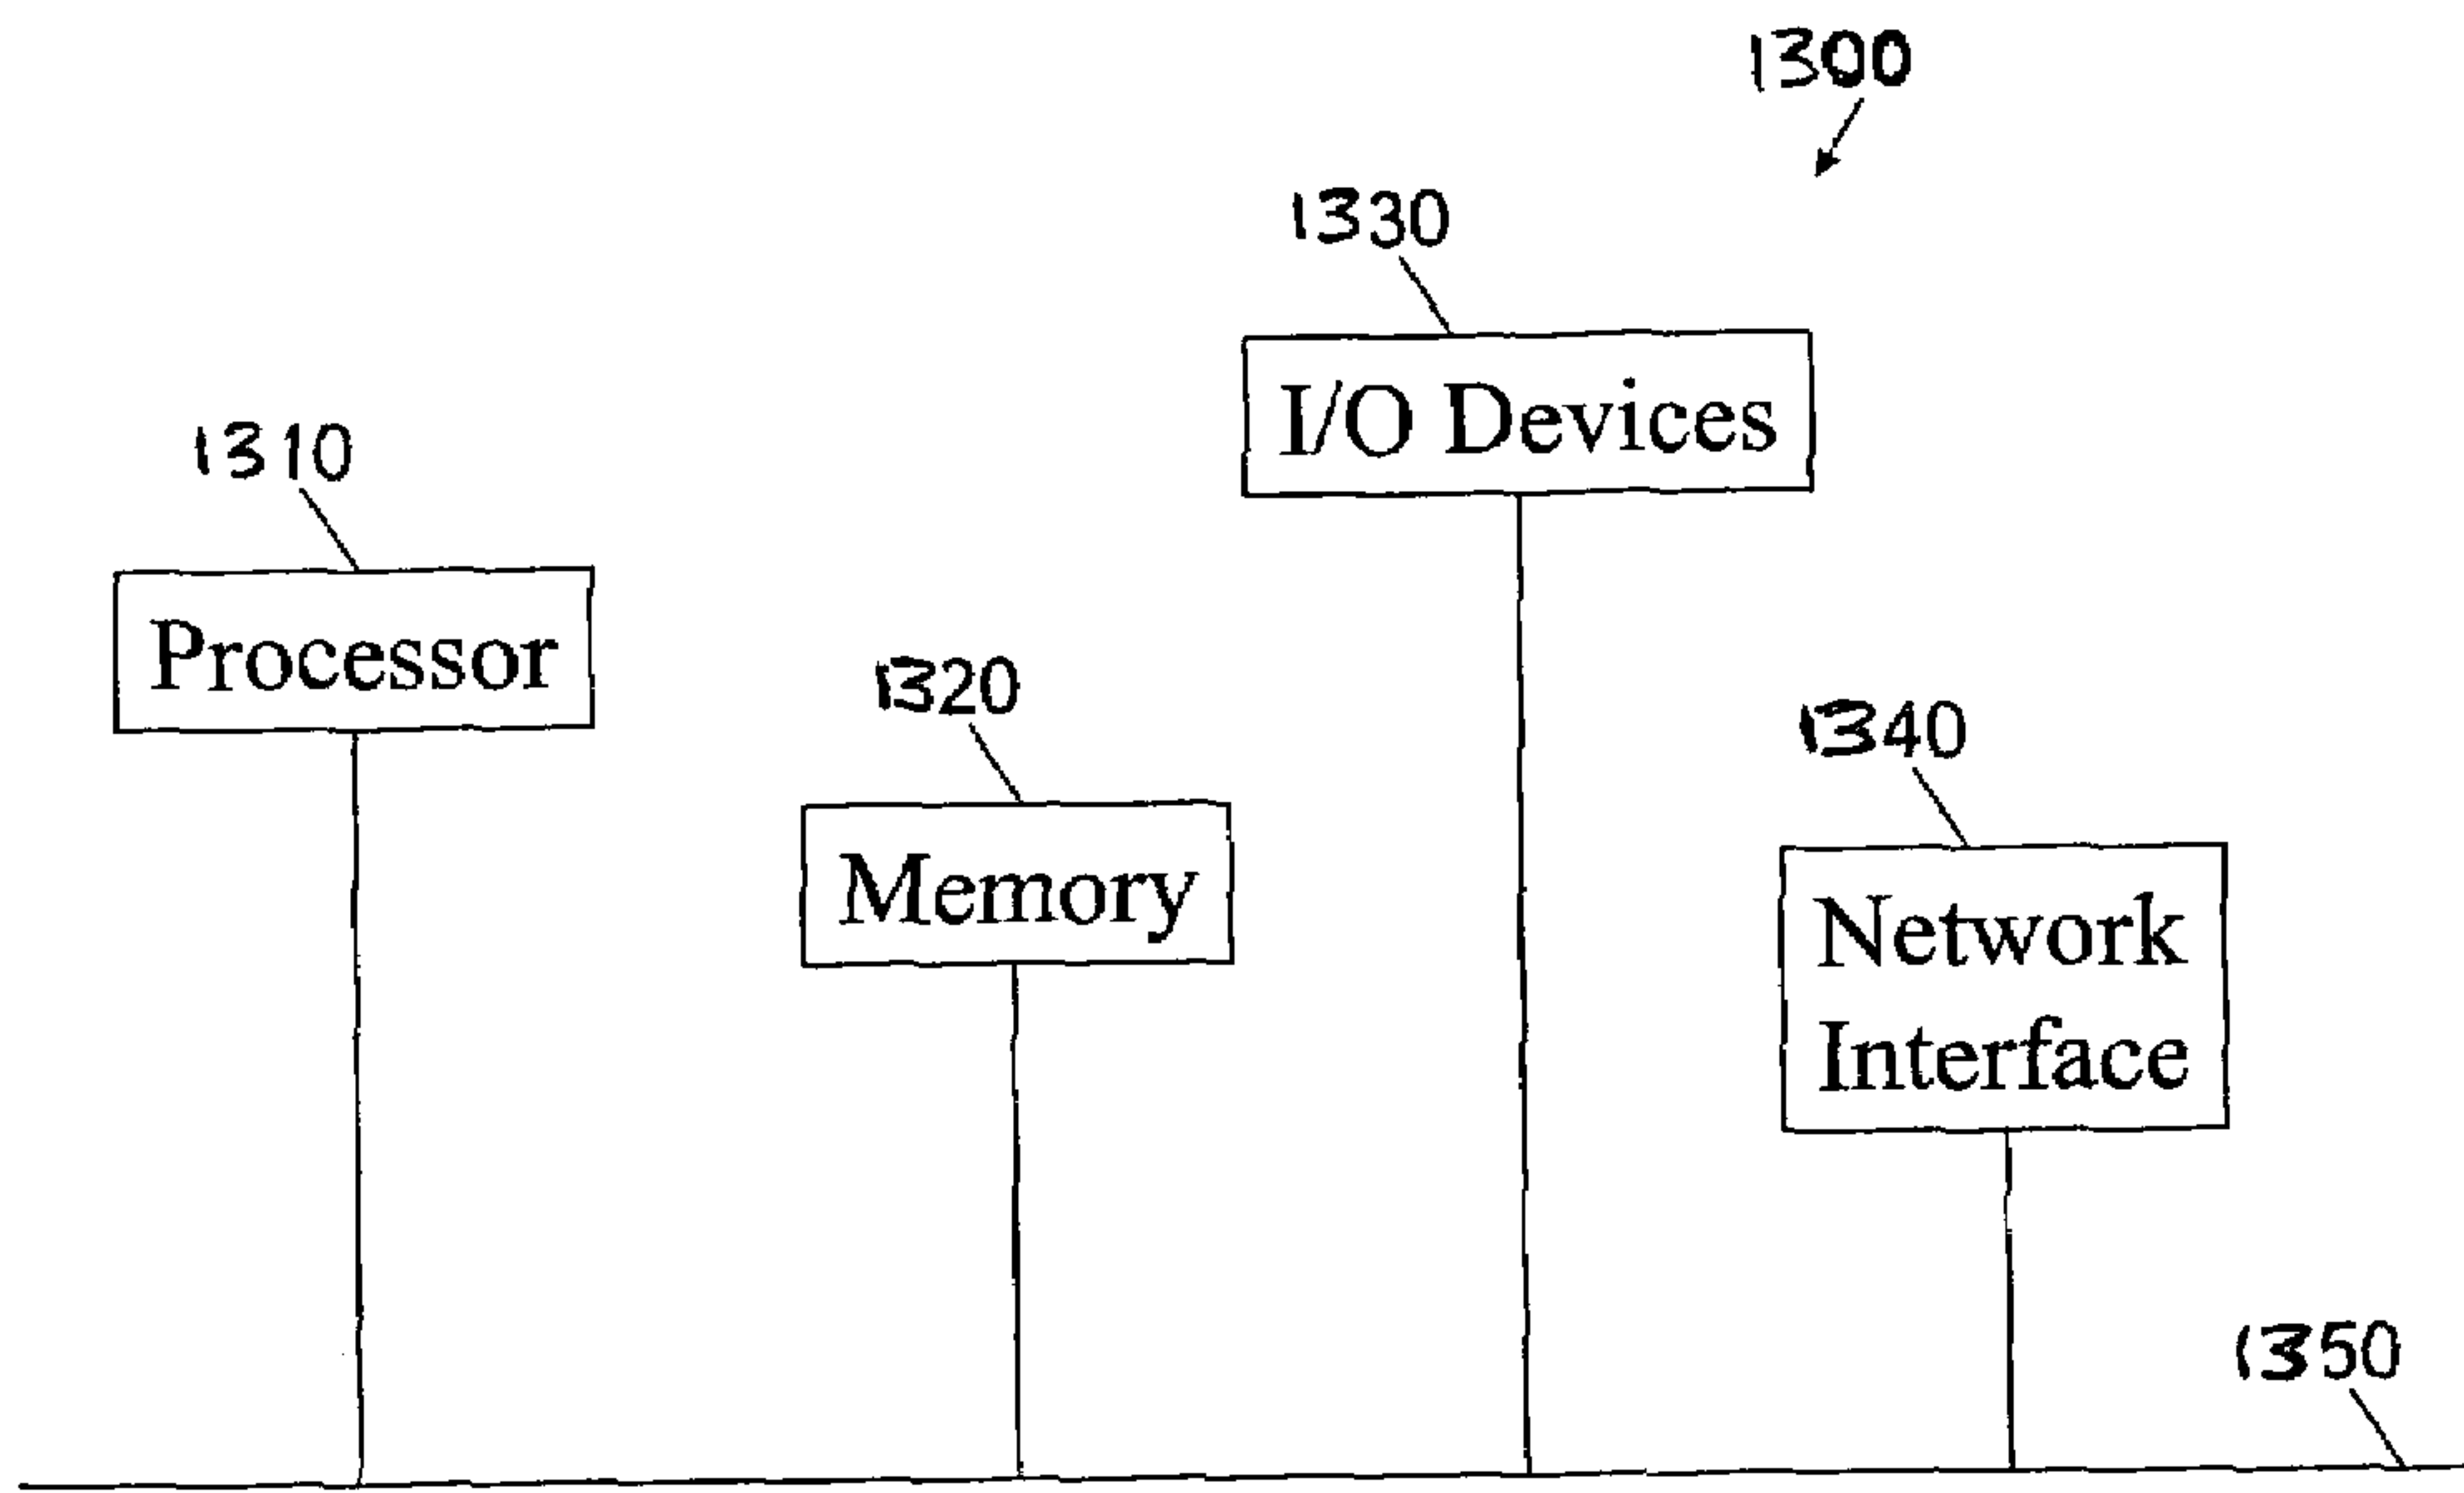 1300
1330
I/O Devices
1310
Processor
1320
Memory
1340
Network
Interface
1350